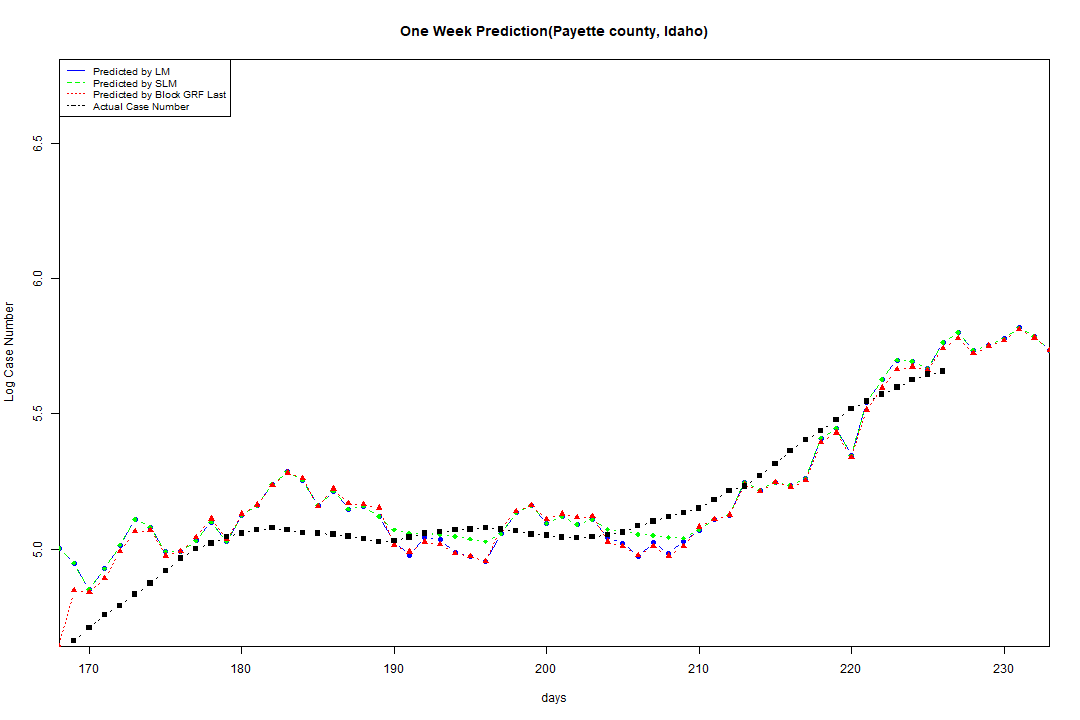 One Week Prediction(Payette county, Idaho)
Predicted by LM
Predicted by SLM
Predicted by Block GRF Last
Actual Case Number
6.5
6.0
5.5
5.0
Log Case Number
170 180 190 200 210 220 230
days